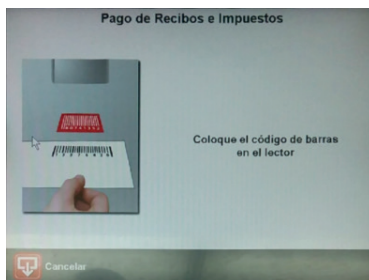 Pago de Recibos e Impuestos
Coloque el código de barras
en el lector
Cancelar